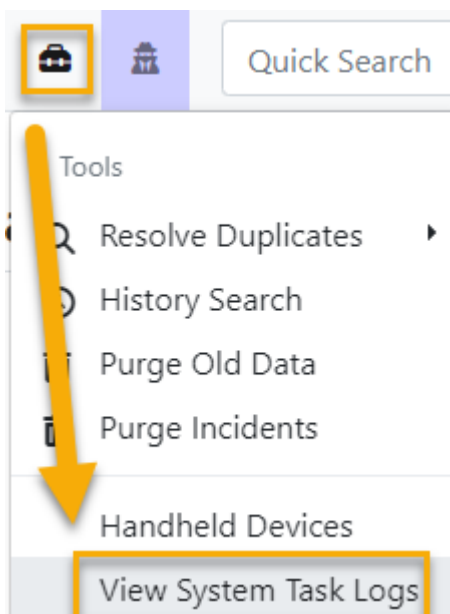 Quick Search
Tools
Resolve Duplicates
History Search
Purge Old Data
Purge Incidents
Handheld Devices
View System Task Logs